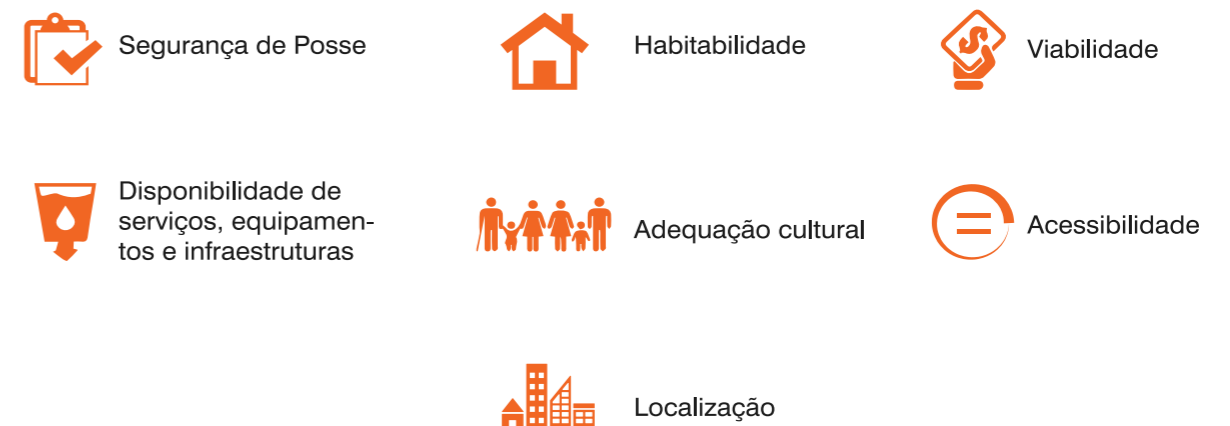 Segurança de Posse
Habitabilidade
Viabilidade
Disponibilidade de
serviços, equipamen-
tos e infraestruturas
Adequação cultural
Acessibilidade
Localização